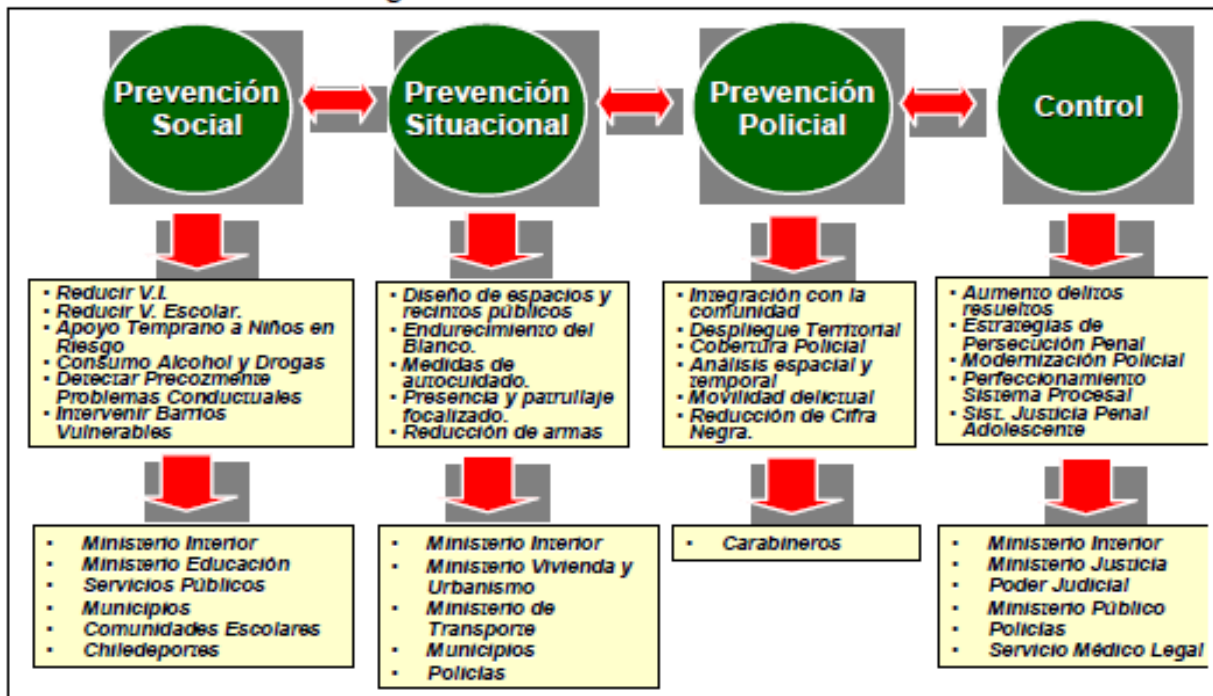 Prevención
Social
Prevención
Situacional
Prevención
Policial
Control
• Reducir V.I.
• Reducir V. Escolar.
• Apoyo Temprano a Niños en
Riesgo
• Consumo Alcohol y Drogas
• Detectar Precozmente
Problemas Conductuales
• Intervenir Barrios
Vulnerables
• Diseño de espacios y
recintos públicos
• Endurecimiento del
Blanco.
• Medidas de
autocuidado.
• Presencia y patrullaje
focalizado.
• Reducción de armas
• Integración con la
comunidad
• Despliegue Territorial
• Cobertura Policial
• Análisis espacial y
temporal
• Movilidad delictual
• Reducción de Cifra
Negra.
• Aumento delitos
resueltos
• Estrategias de
Persecución Penal
• Modernización Policial
• Perfeccionamiento
Sistema Procesal
• Sist. Justicia Penal
Adolescente
• Ministerio Interior
• Ministerio Educación
• Servicios Públicos
• Municipios
• Comunidades Escolares
• Chiledeportes
• Ministerio Interior
• Ministerio Vivienda y
Urbanismo
• Ministerio de
Transporte
• Municipios
• Policías
• Carabineros
• Ministerio Interior
• Ministerio Justicia
• Poder Judicial
• Ministerio Público
• Policías
• Servicio Médico Legal